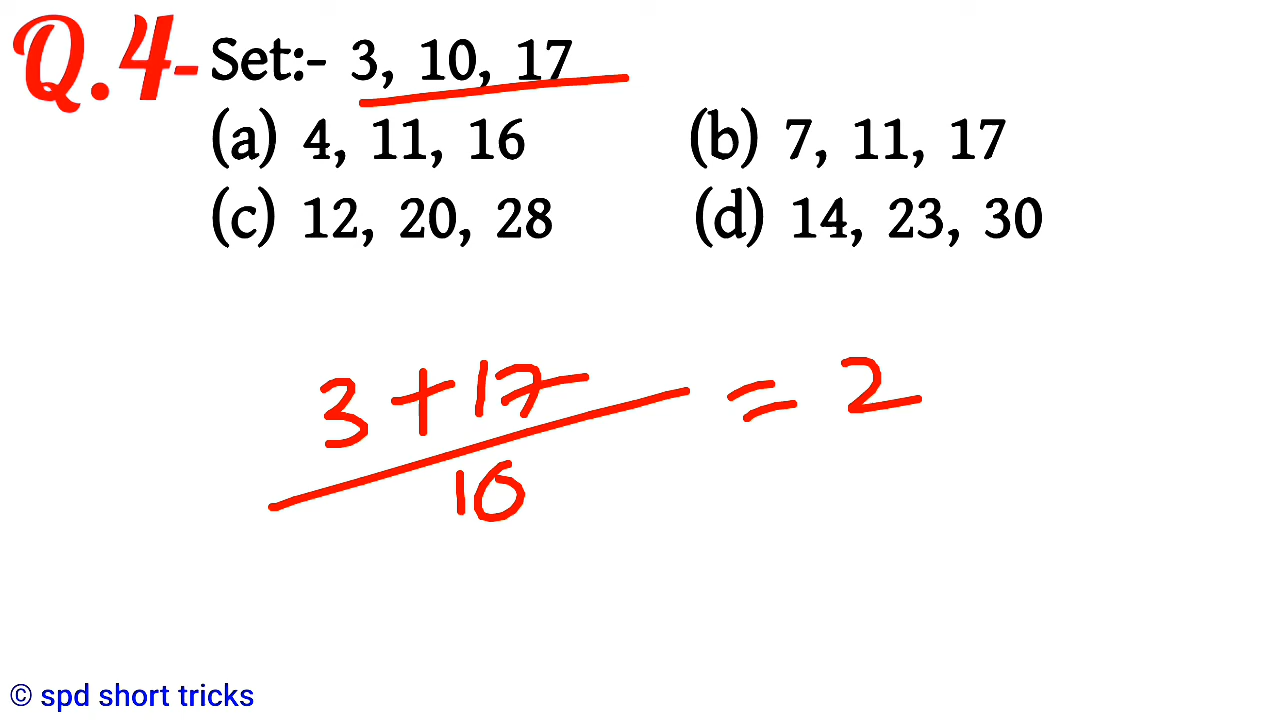 Q.4- Set:- 3, 10, 17
(a) 4, 11, 16 (b) 7, 11, 17
(c) 12, 20, 28 (d) 14, 23, 30
3 + 17 = 2
10
© spd short tricks